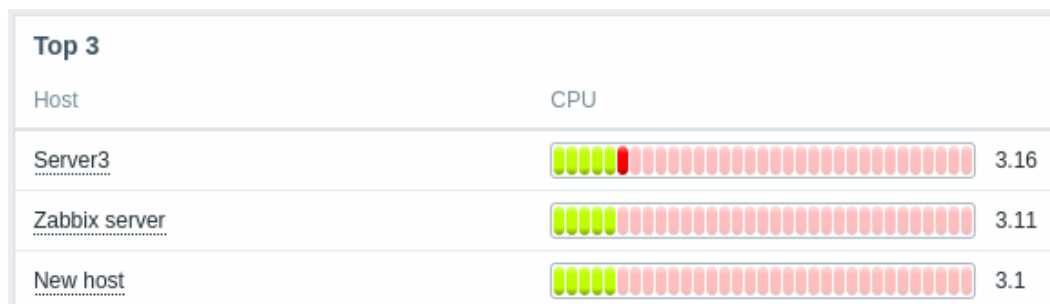 Top 3
Host CPU
Server3 3.16
Zabbix server 3.11
New host 3.1